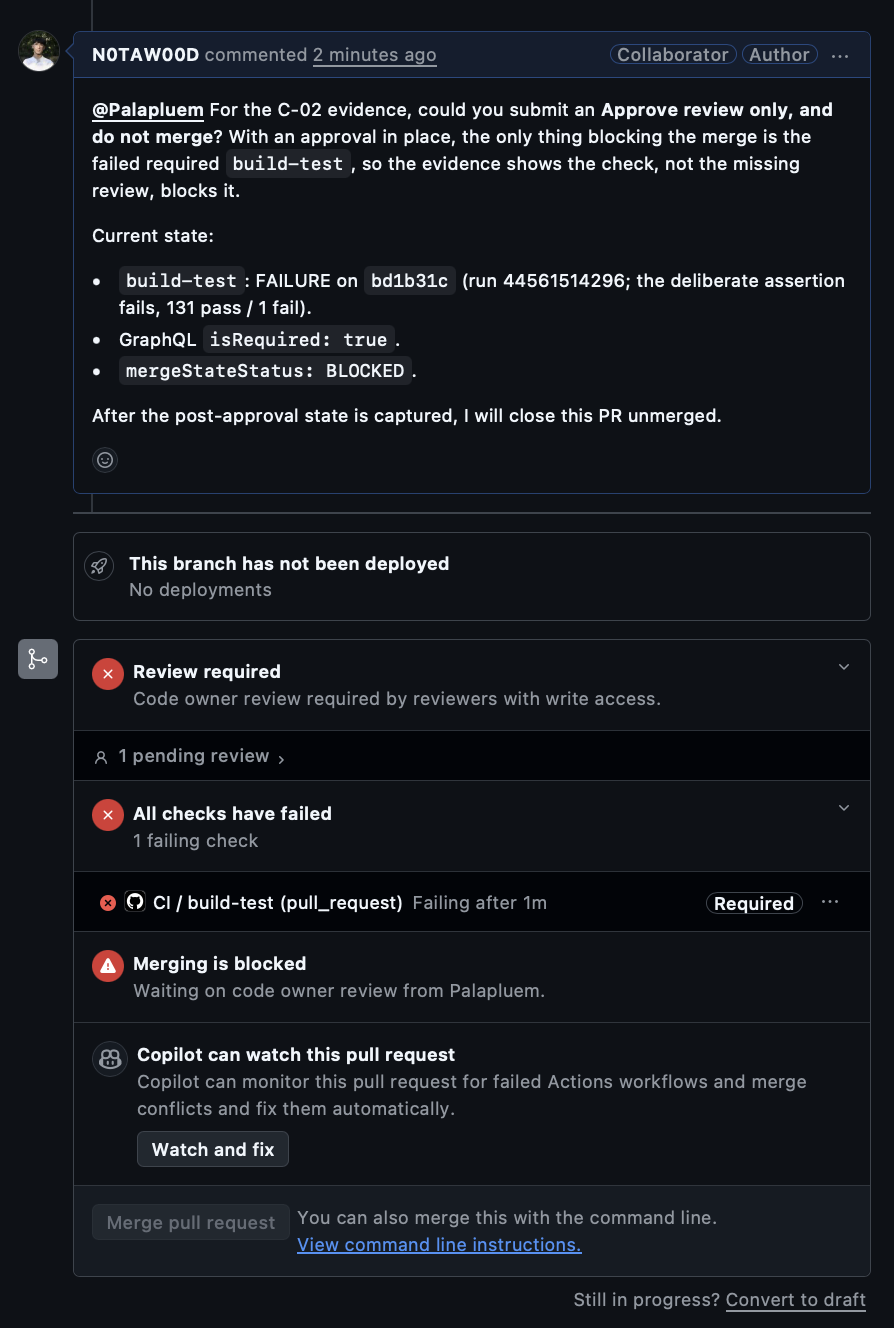 N0TAW00D commented 2 minutes ago Collaborator Author ...
@Palapluem For the C-02 evidence, could you submit an Approve review only, and
do not merge? With an approval in place, the only thing blocking the merge is the
failed required build-test, so the evidence shows the check, not the missing
review, blocks it.
Current state:
• build-test: FAILURE on bd1b31c (run 44561514296; the deliberate assertion
fails, 131 pass / 1 fail).
• GraphQL isRequired: true.
• mergeStateStatus: BLOCKED.
After the post-approval state is captured, I will close this PR unmerged.
This branch has not been deployed
No deployments
Review required
Code owner review required by reviewers with write access.
1 pending review
All checks have failed
1 failing check
CI / build-test (pull_request) Failing after 1m Required ...
Merging is blocked
Waiting on code owner review from Palapluem.
Copilot can watch this pull request
Copilot can monitor this pull request for failed Actions workflows and merge
conflicts and fix them automatically.
Watch and fix
Merge pull request You can also merge this with the command line.
View command line instructions.
Still in progress? Convert to draft